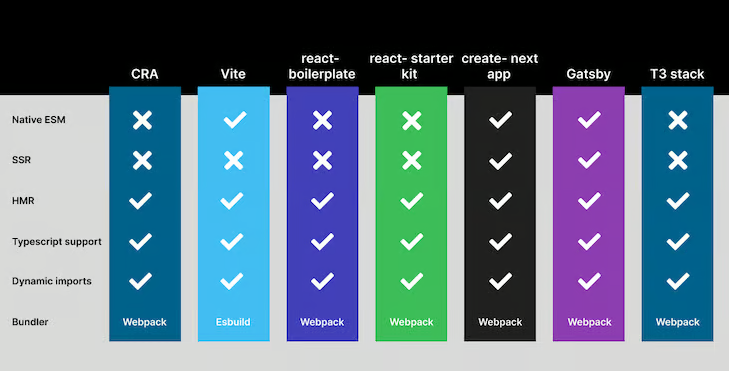 CRA
Vite
react-
boilerplate
react- starter
kit
create- next
app
Gatsby
T3 stack
Native ESM
SSR
HMR
Typescript support
Dynamic imports
Bundler Webpack Esbuild Webpack Webpack Webpack Webpack Webpack